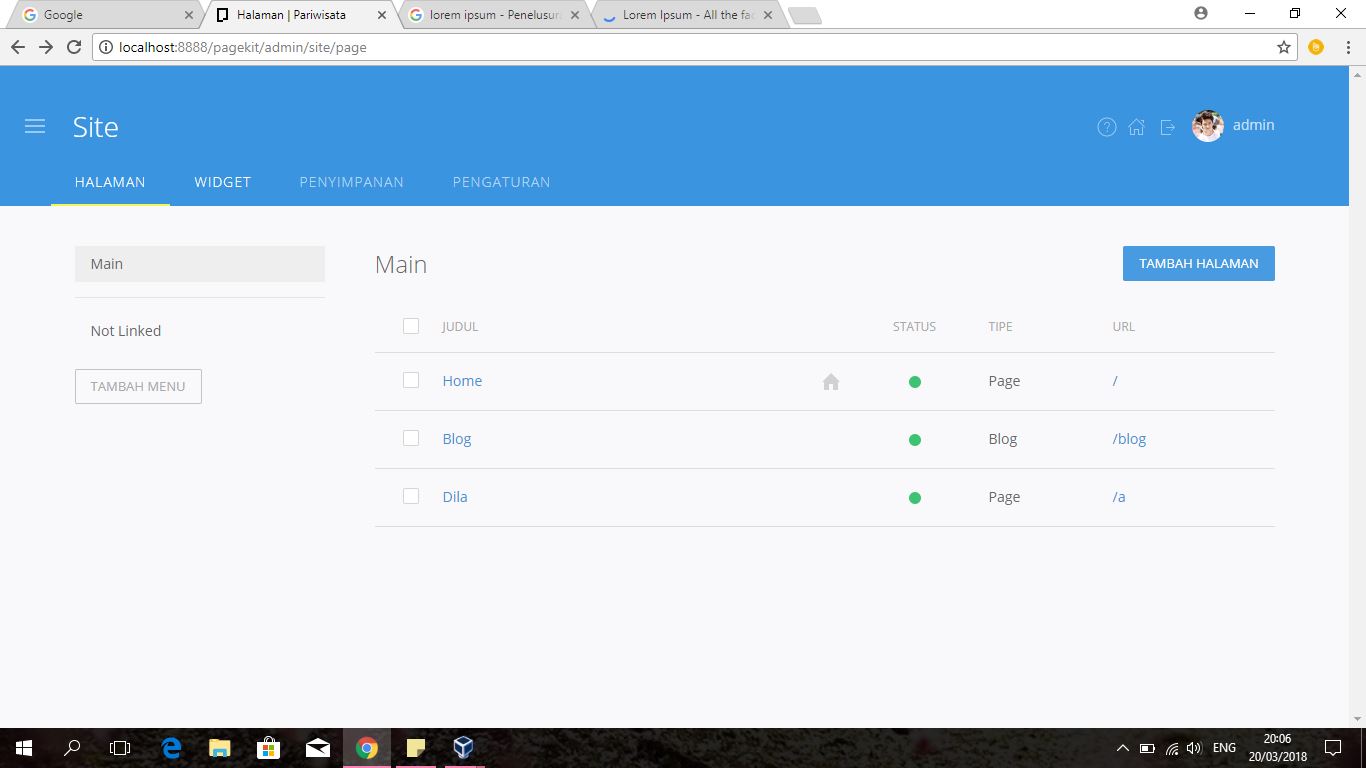 Google
Halaman | Pariwisata
lorem ipsum - Penelusura
Lorem Ipsum - All the fac
localhost:8888/pagekit/admin/site/page
Site
admin
HALAMAN WIDGET PENYIMPANAN PENGATURAN
Main
Not Linked
TAMBAH MENU
Main
TAMBAH HALAMAN
JUDUL STATUS TIPE URL
Home Page /
Blog Blog /blog
Dila Page /a
ENG
20:06
20/03/2018